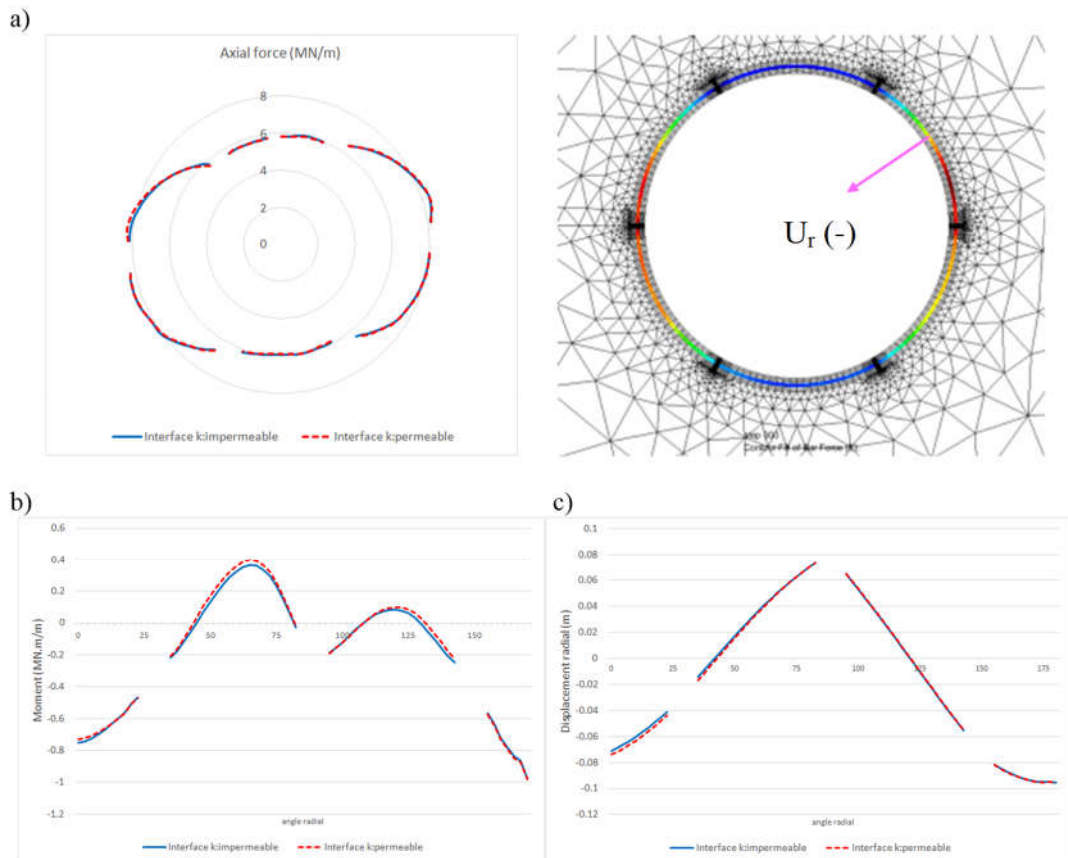 a)
Axial force (MN/m)
8
6
4
2
0
Interface k:impermeable
Interface k:permeable
Uᵣ (-)
b)
0.6
0.4
0.2
0
-0.2
-0.4
-0.6
-0.8
-1
-1.2
0 25 50 75 100 125 150
Moment (MN.m/m)
angle radial
Interface k:impermeable
Interface k:permeable
c)
0.1
0.08
0.06
0.04
0.02
0
-0.02
-0.04
-0.06
-0.08
-0.1
-0.12
0 25 50 75 100 125 150 175
Displacement radial (m)
angle radial
Interface k:impermeable
Interface k:permeable